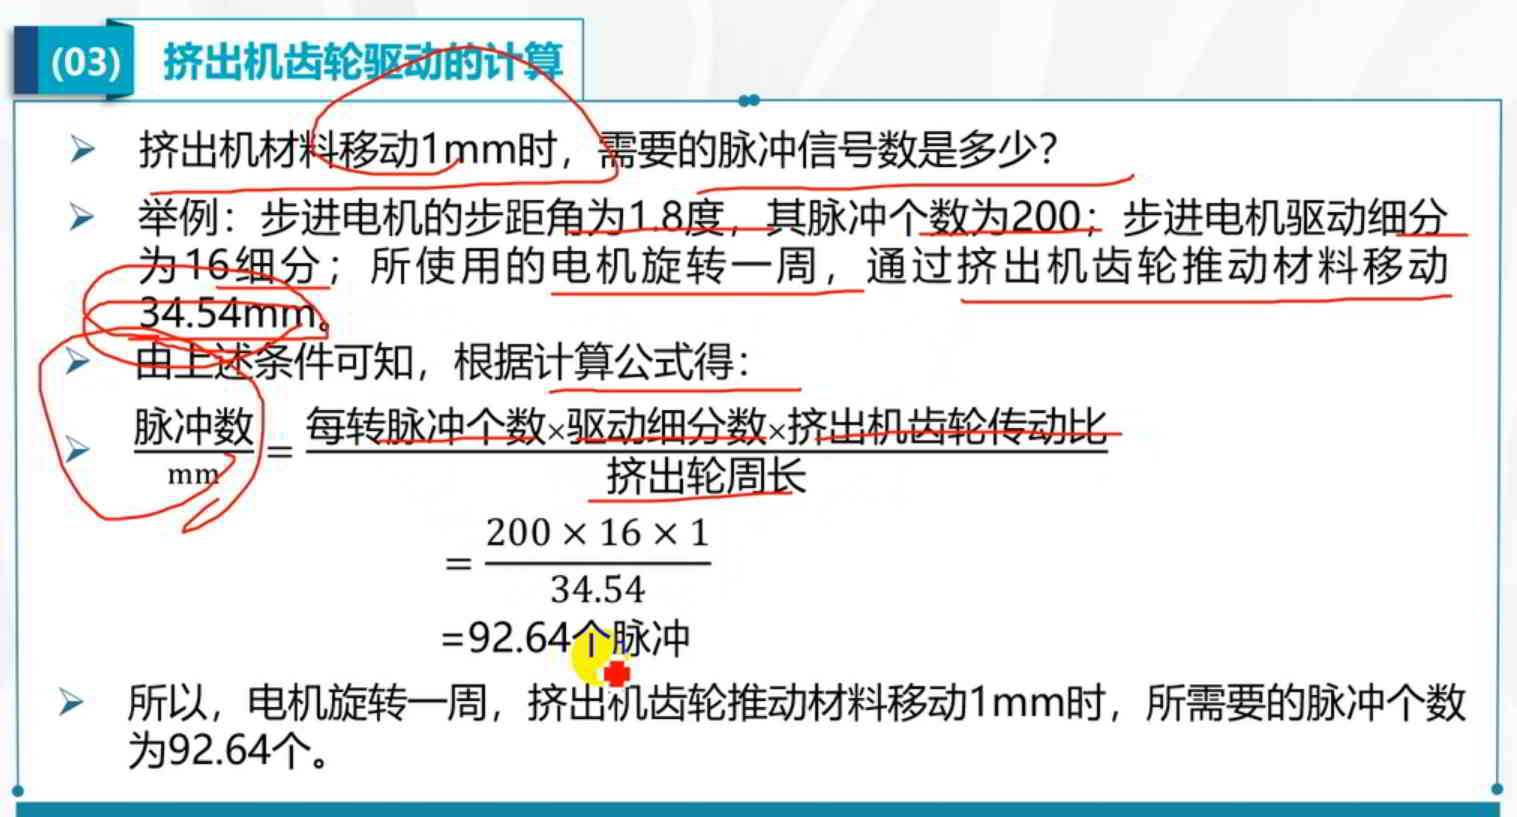 (03) 挤出机齿轮驱动的计算
挤出机材料移动1mm时，需要的脉冲信号数是多少?
举例：步进电机的步距角为1.8度，其脉冲个数为200；步进电机驱动细分
为16细分；所使用的电机旋转一周，通过挤出机齿轮推动材料移动
34.54mm。
由上述条件可知，根据计算公式得：
脉冲数/mm = 每转脉冲个数×驱动细分数×挤出机齿轮传动比/挤出轮周长
= 200 × 16 × 1/34.54
=92.64个脉冲
所以，电机旋转一周，挤出机齿轮推动材料移动1mm时，所需要的脉冲个数
为92.64个。